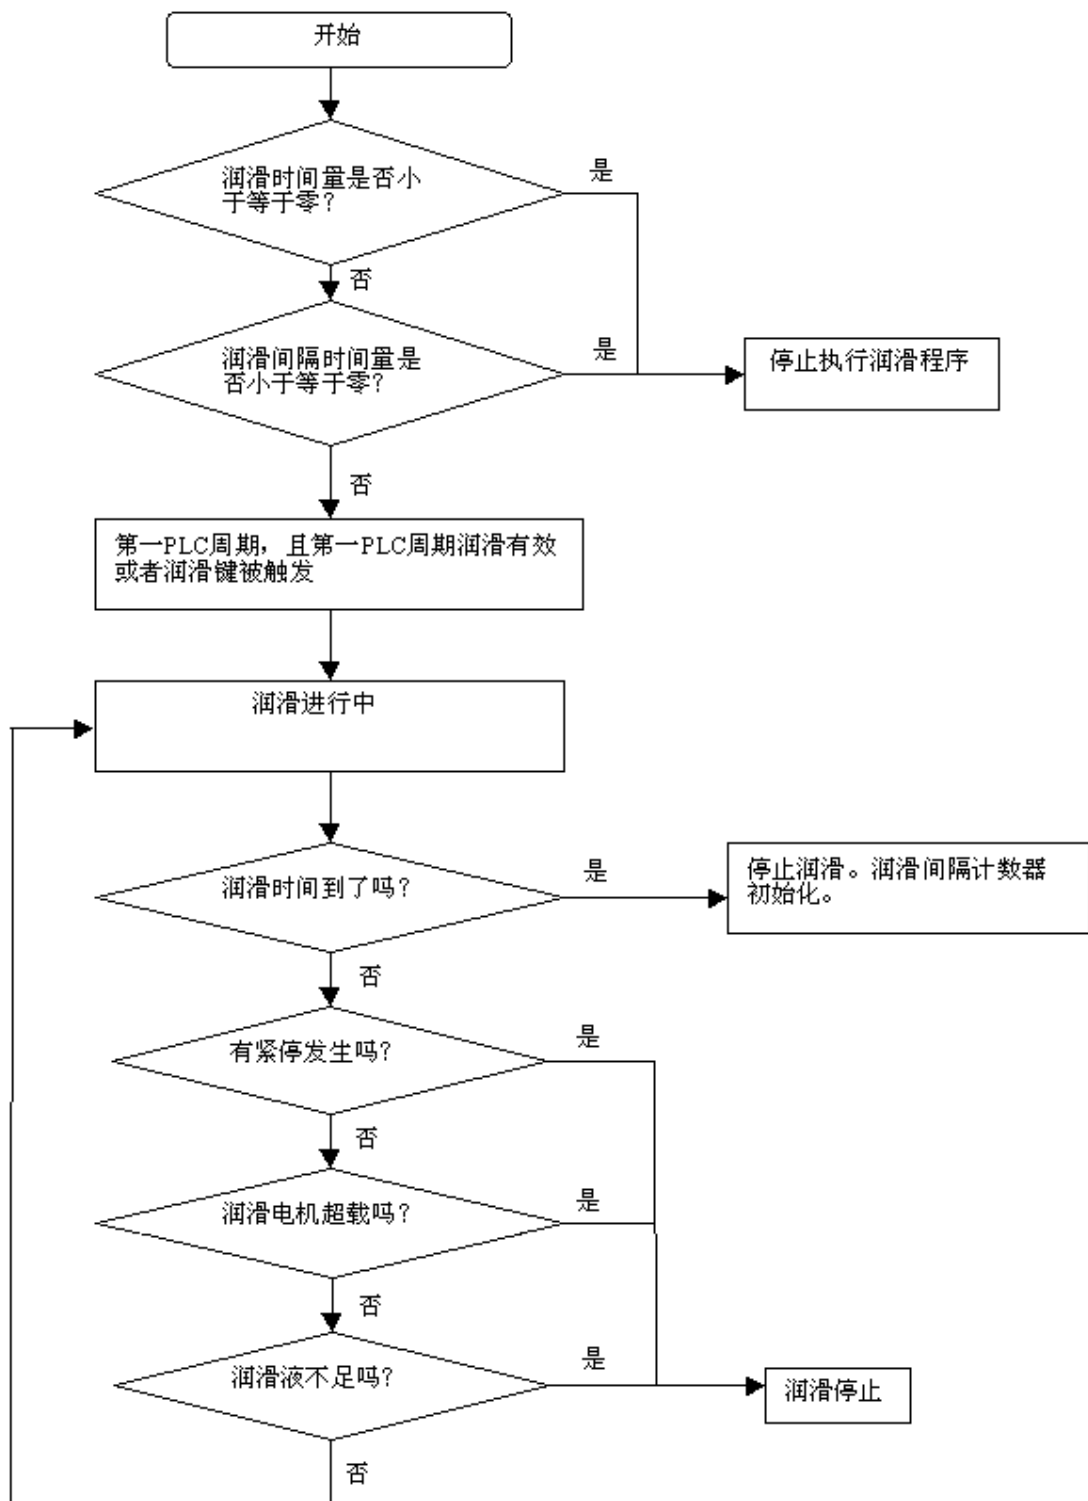 开始
润滑时间量是否小
于等于零?
是
否
润滑间隔时间量是
否小于等于零?
是
停止执行润滑程序
否
第一PLC周期，且第一PLC周期润滑有效
或者润滑键被触发
润滑进行中
润滑时间到了吗?
是
停止润滑。润滑间隔计数器
初始化。
否
有紧停发生吗?
是
否
润滑电机超载吗?
是
否
润滑液不足吗?
是
润滑停止
否